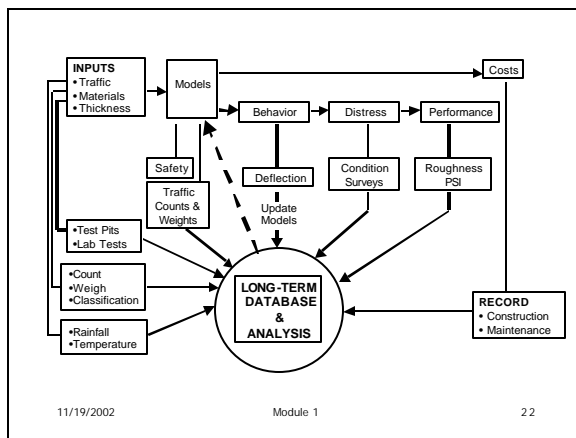 INPUTS
• Traffic
• Materials
• Thickness
Models
Costs
Behavior
Distress
Performance
Safety
Traffic
Counts &
Weights
Deflection
Condition
Surveys
Roughness
PSI
Update
Models
•Test Pits
•Lab Tests
•Count
•Weigh
•Classification
•Rainfall
•Temperature
LONG-TERM
DATABASE
&
ANALYSIS
RECORD
• Construction
• Maintenance
11/19/2002
Module 1
22